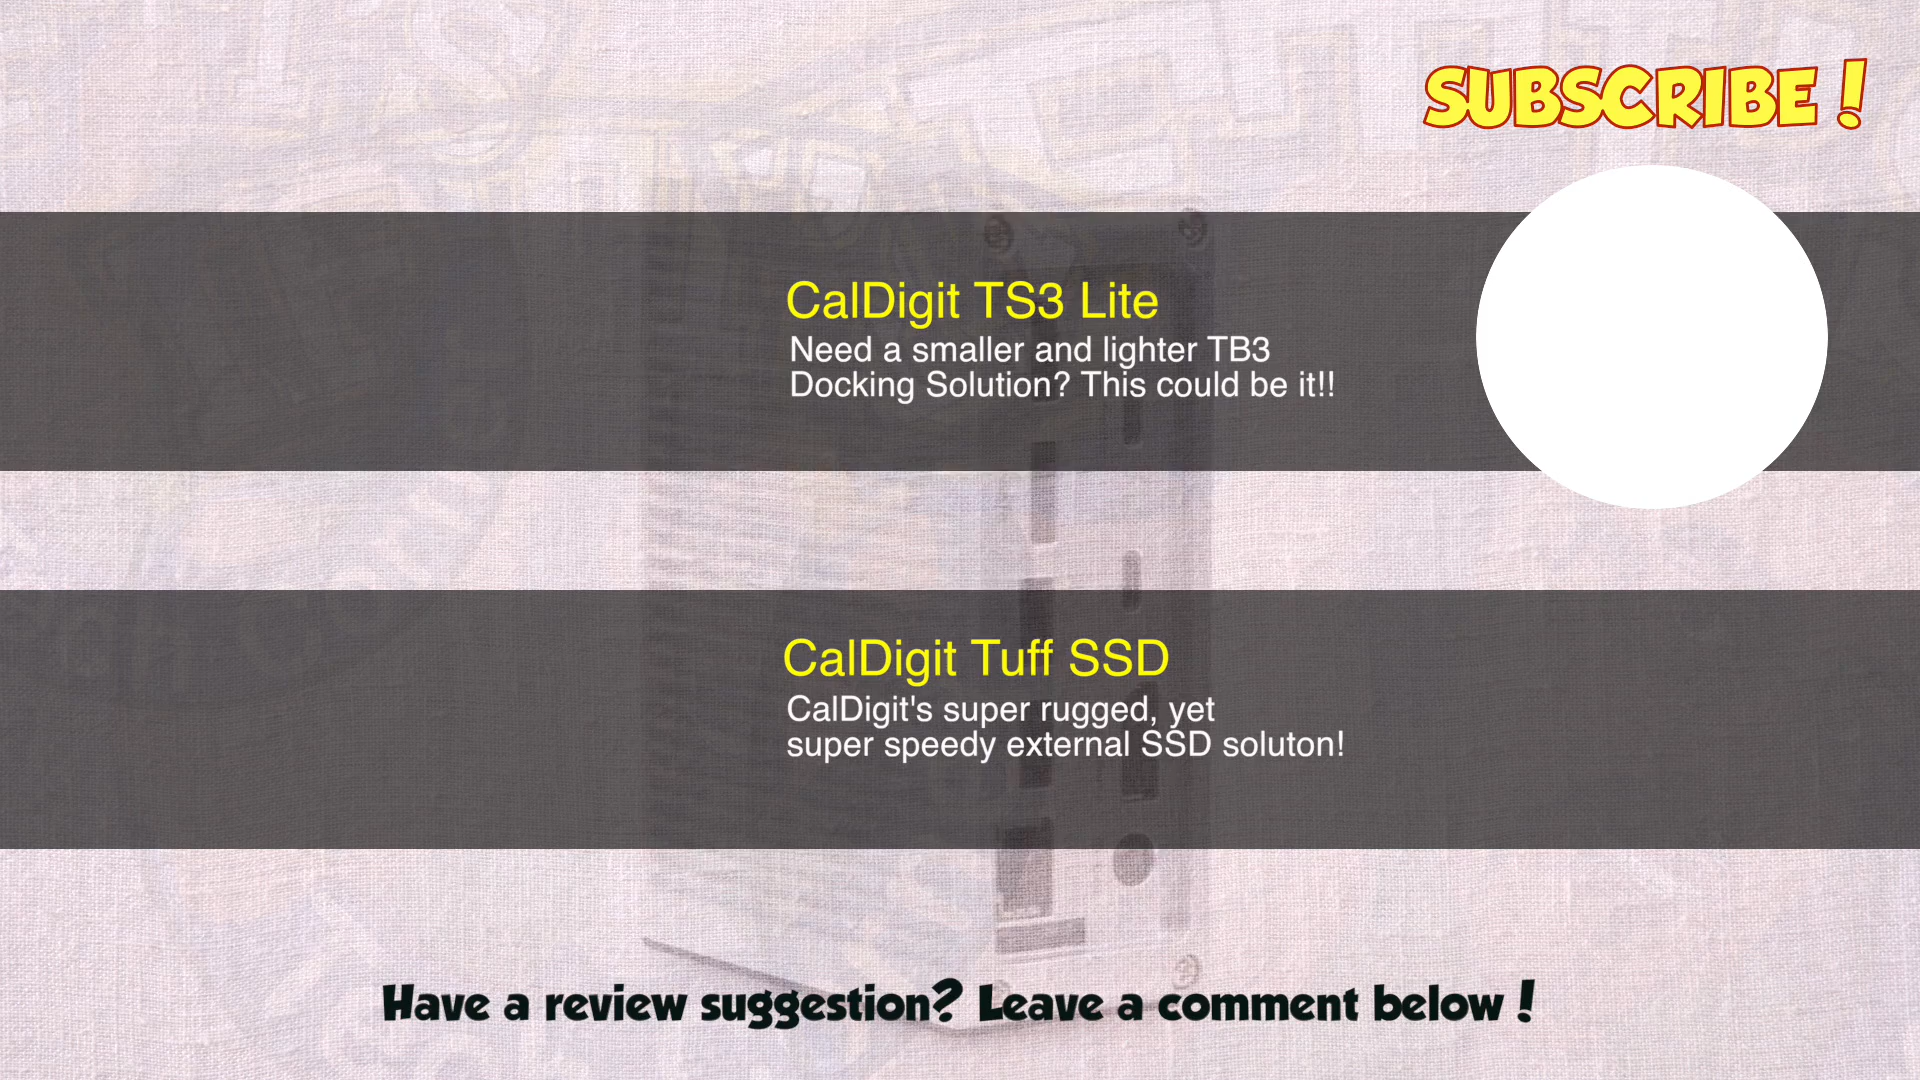 SUBSCRIBE!
CalDigit TS3 Lite
Need a smaller and lighter TB3
Docking Solution? This could be it!!
CalDigit Tuff SSD
CalDigit's super rugged, yet
super speedy external SSD soluton!
Have a review suggestion? Leave a comment below!